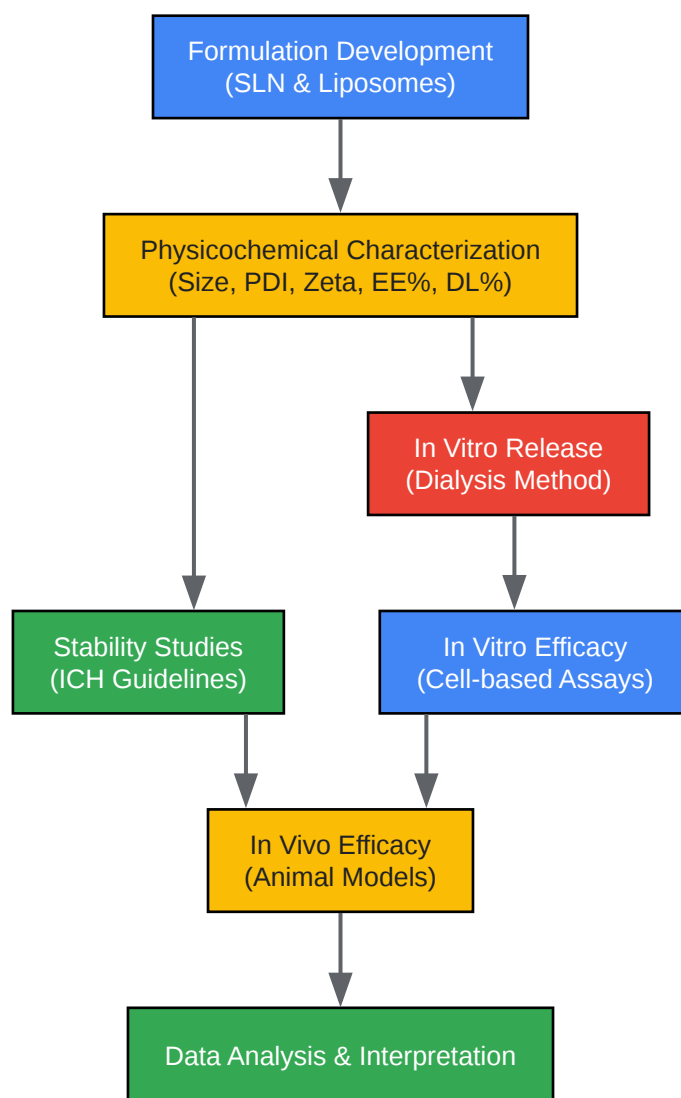 Formulation Development
(SLN & Liposomes)
Physicochemical Characterization
(Size, PDI, Zeta, EE%, DL%)
In Vitro Release
(Dialysis Method)
Stability Studies
(ICH Guidelines)
In Vitro Efficacy
(Cell-based Assays)
In Vivo Efficacy
(Animal Models)
Data Analysis & Interpretation